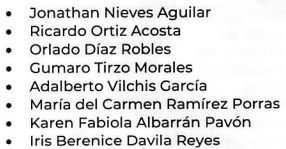 • Jonathan Nieves Aguilar
• Ricardo Ortiz Acosta
• Orlado Díaz Robles
• Gumaro Tirzo Morales
• Adalberto Vilchis García
• María del Carmen Ramírez Porras
• Karen Fabiola Albarrán Pavón
• Iris Berenice Davila Reyes